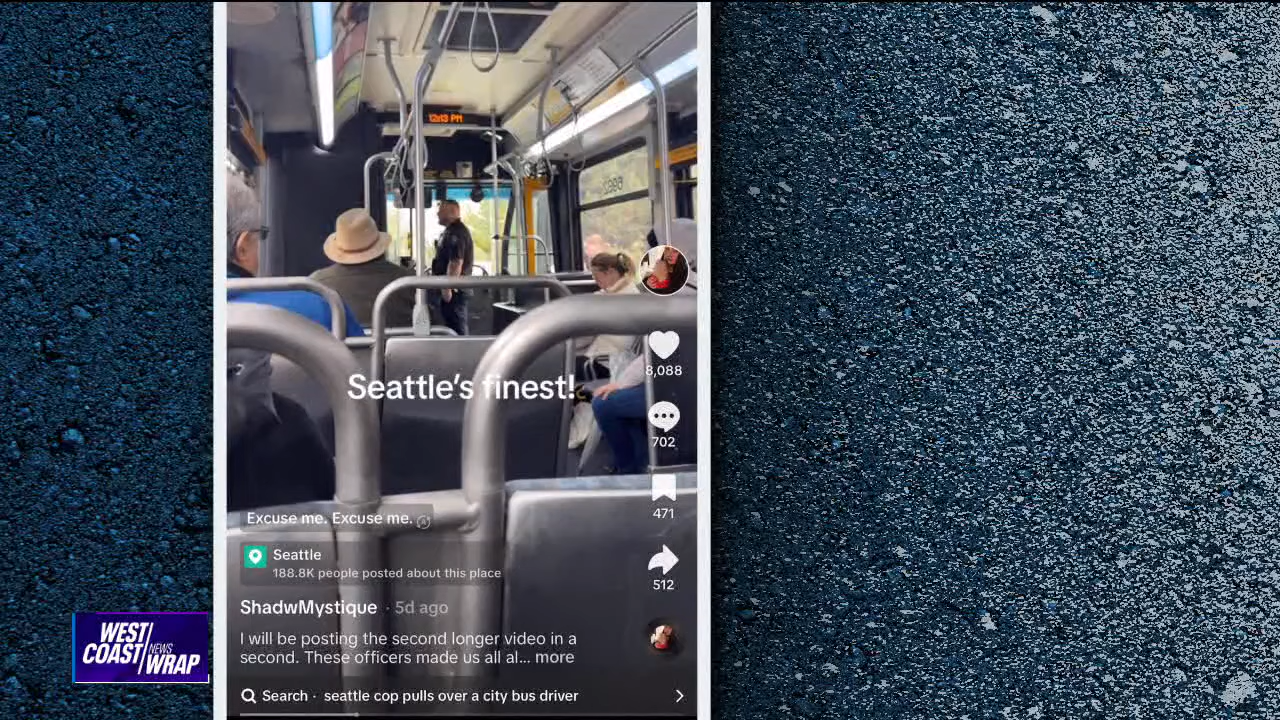 12:13 PM
6992
Seattle's finest!
8,088
702
471
512
Excuse me. Excuse me.
Seattle
188.8K people posted about this place
ShadwMystique · 5d ago
I will be posting the second longer video in a
second. These officers made us all al... more
Search · seattle cop pulls over a city bus driver
WEST
COAST NEWS
WRAP